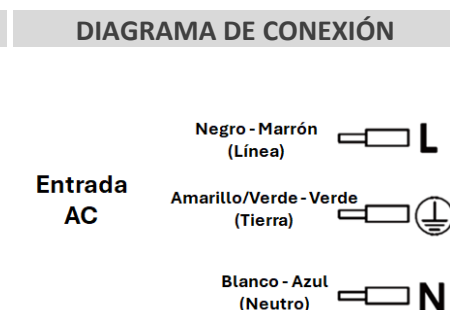 DIAGRAMA DE CONEXIÓN
Negro - Marrón
(Línea)
L
Entrada
AC
Amarillo/Verde - Verde
(Tierra)
Blanco - Azul
(Neutro)
N